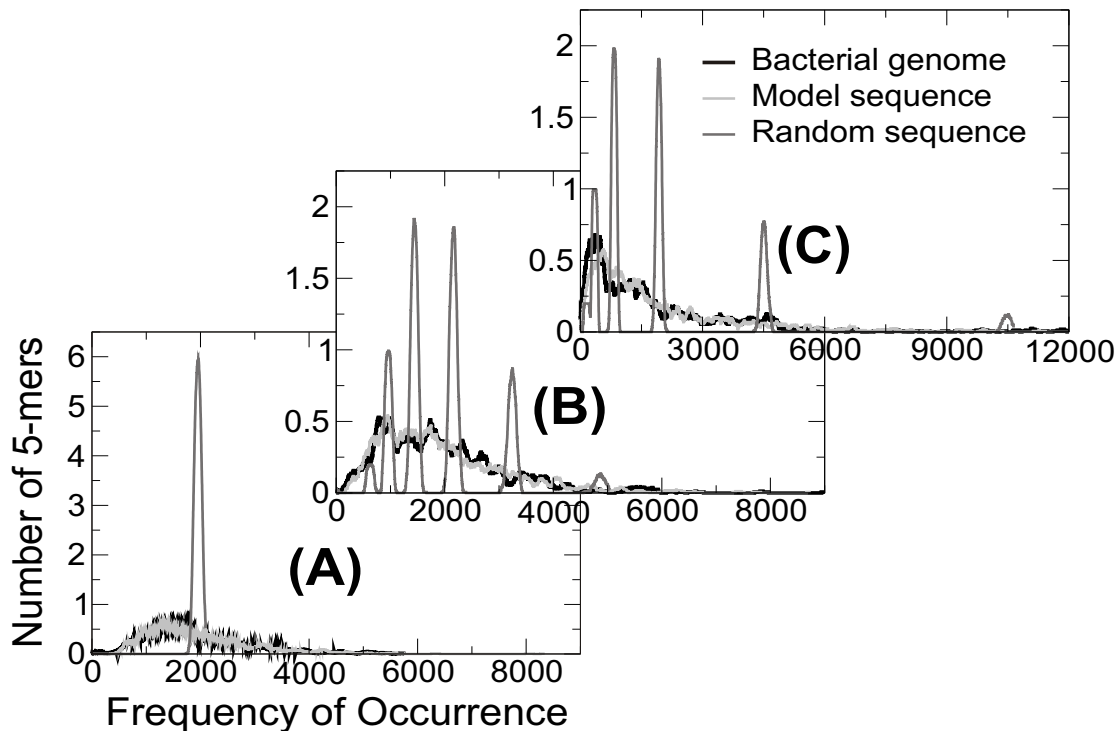 2
1.5
1
0.5
0
Bacterial genome
Model sequence
Random sequence
(C)
0 3000 6000 9000 12000
2
1.5
1
0.5
0
(B)
0 2000 4000 6000 8000
Number of 5-mers
6
5
4
3
2
1
0
(A)
0 2000 4000 6000 8000
Frequency of Occurrence